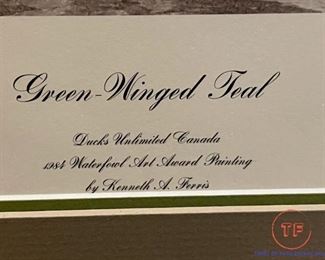 Green-Winged Teal
Ducks Unlimited Canada
1984 Waterfowl Art Award Painting
by Kenneth A. Ferris
TF